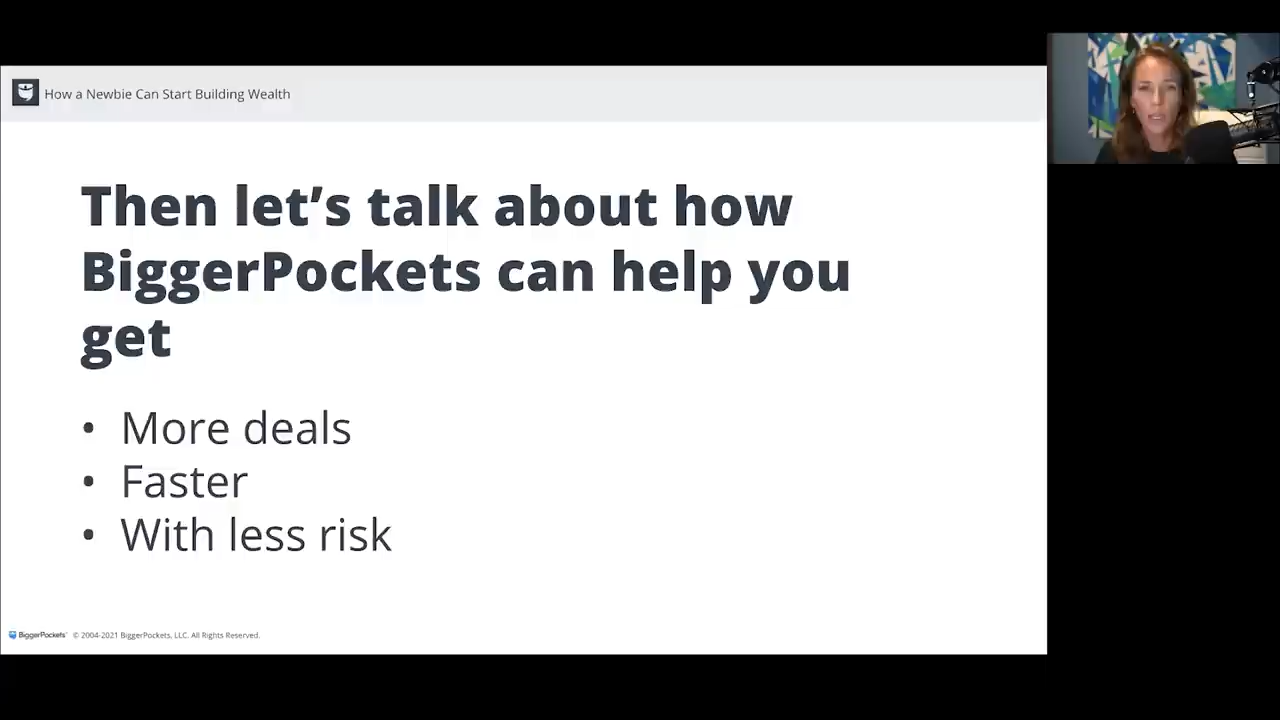 How a Newbie Can Start Building Wealth
Then let’s talk about how
BiggerPockets can help you
get
• More deals
• Faster
• With less risk
BiggerPockets © 2004-2021 BiggerPockets, LLC. All Rights Reserved.